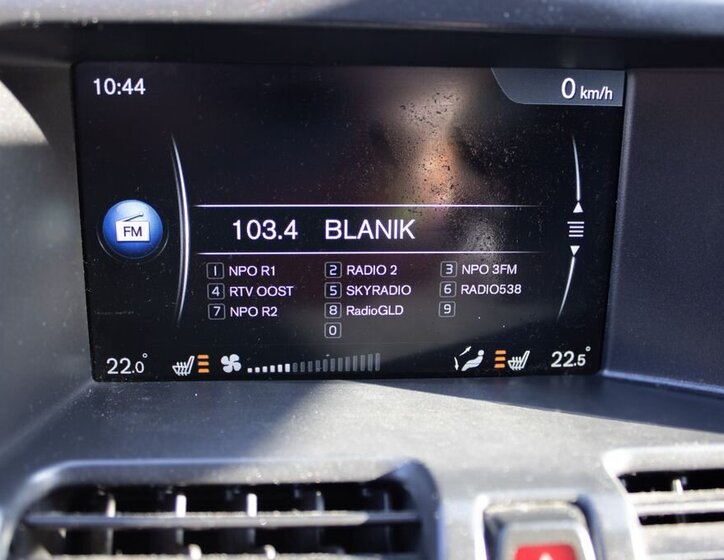 10:44
0 km/h
FM
103.4 BLANIK
1 NPO R1 2 RADIO 2 3 NPO 3FM
4 RTV OOST 5 SKYRADIO 6 RADIO538
7 NPO R2 8 RadioGLD 9
0
22.0° 22.5°